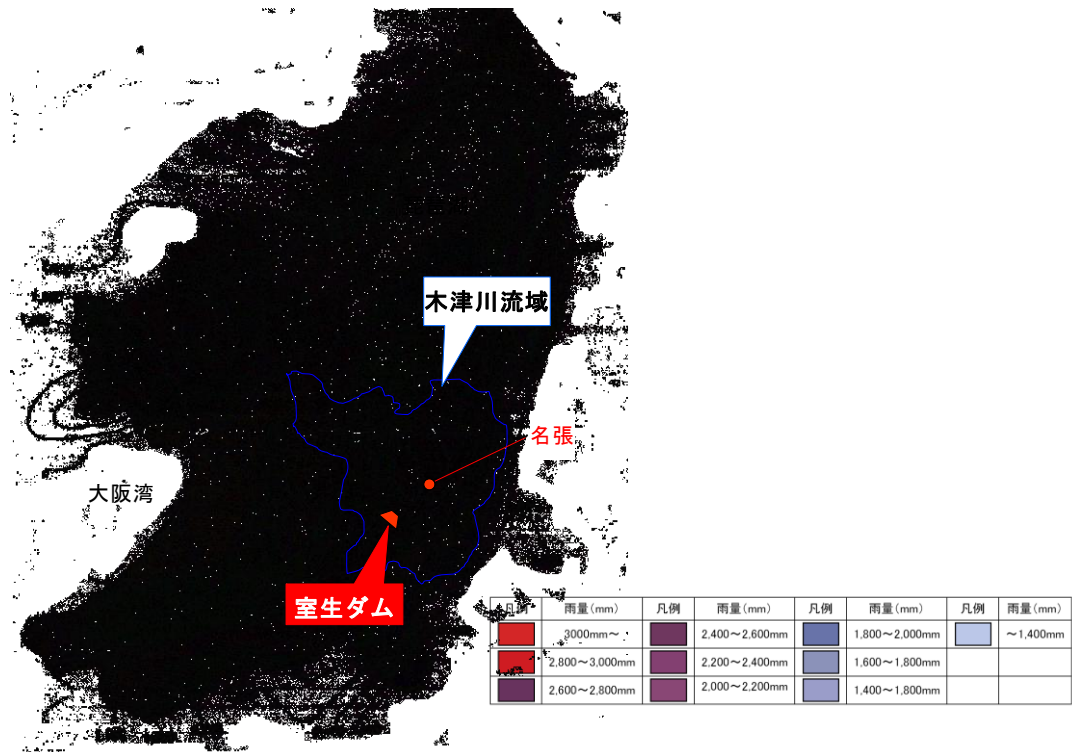 木津川流域
名張
大阪湾
室生ダム
凡例 雨量(mm) 凡例 雨量(mm) 凡例 雨量(mm) 凡例 雨量(mm)
3000mm～ 2,400～2,600mm 1,800～2,000mm ～1,400mm
2,800～3,000mm 2,200～2,400mm 1,600～1,800mm
2,600～2,800mm 2,000～2,200mm 1,400～1,800mm